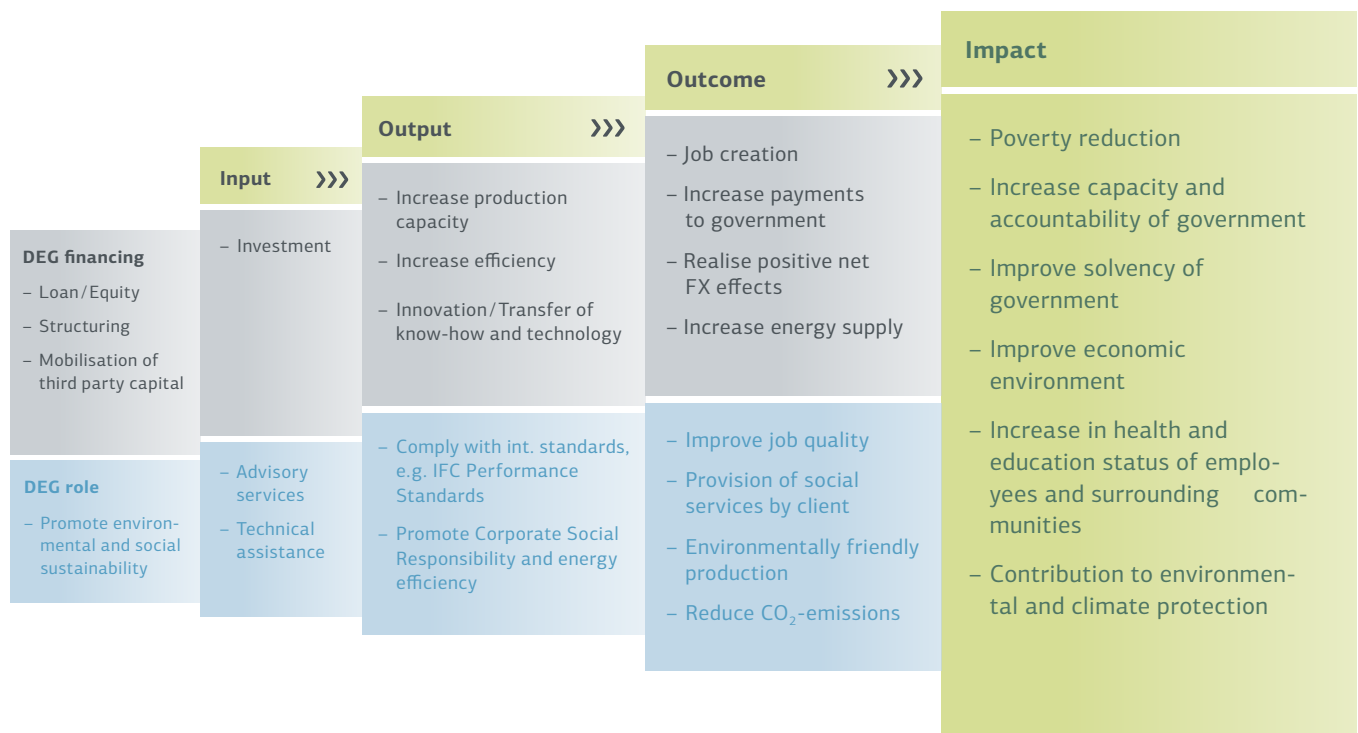 DEG financing
– Loan/Equity
– Structuring
– Mobilisation of
third party capital
DEG role
– Promote environ-
mental and social
sustainability
Input ❯❯❯
– Investment
– Advisory
services
– Technical
assistance
Output ❯❯❯
– Increase production
capacity
– Increase efficiency
– Innovation/Transfer of
know-how and technology
– Comply with int. standards,
e.g. IFC Performance
Standards
– Promote Corporate Social
Responsibility and energy
efficiency
Outcome ❯❯❯
– Job creation
– Increase payments
to government
– Realise positive net
FX effects
– Increase energy supply
– Improve job quality
– Provision of social
services by client
– Environmentally friendly
production
– Reduce CO₂-emissions
Impact
– Poverty reduction
– Increase capacity and
accountability of government
– Improve solvency of
government
– Improve economic
environment
– Increase in health and
education status of emplo-
yees and surrounding com-
munities
– Contribution to environmen-
tal and climate protection